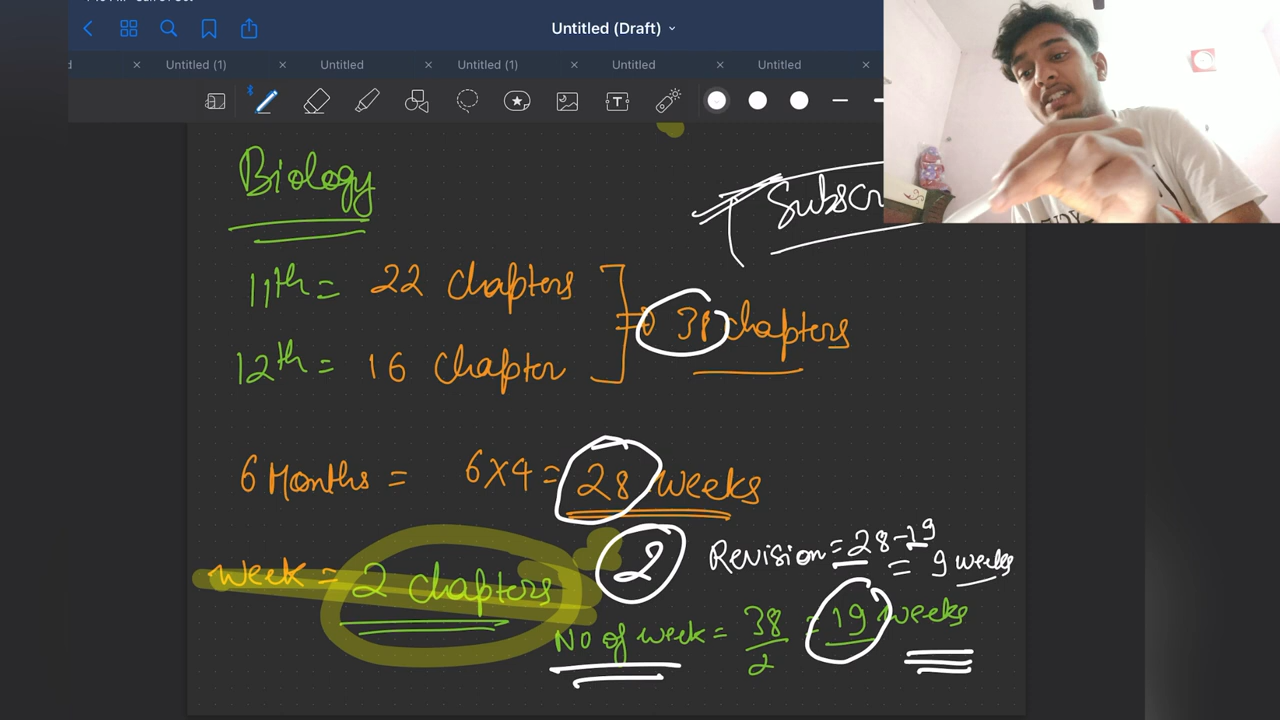 Untitled (Draft)
d Untitled (1) Untitled Untitled (1) Untitled Untitled
T
Biology
Subscr
11th = 22 Chapters
38 chapters
12th = 16 Chapter
6 Months = 6X4 = 28 weeks
Revision = 28-19
= 9 weeks
week = 2 chapters
2
No of week = 38/2 = 19 weeks